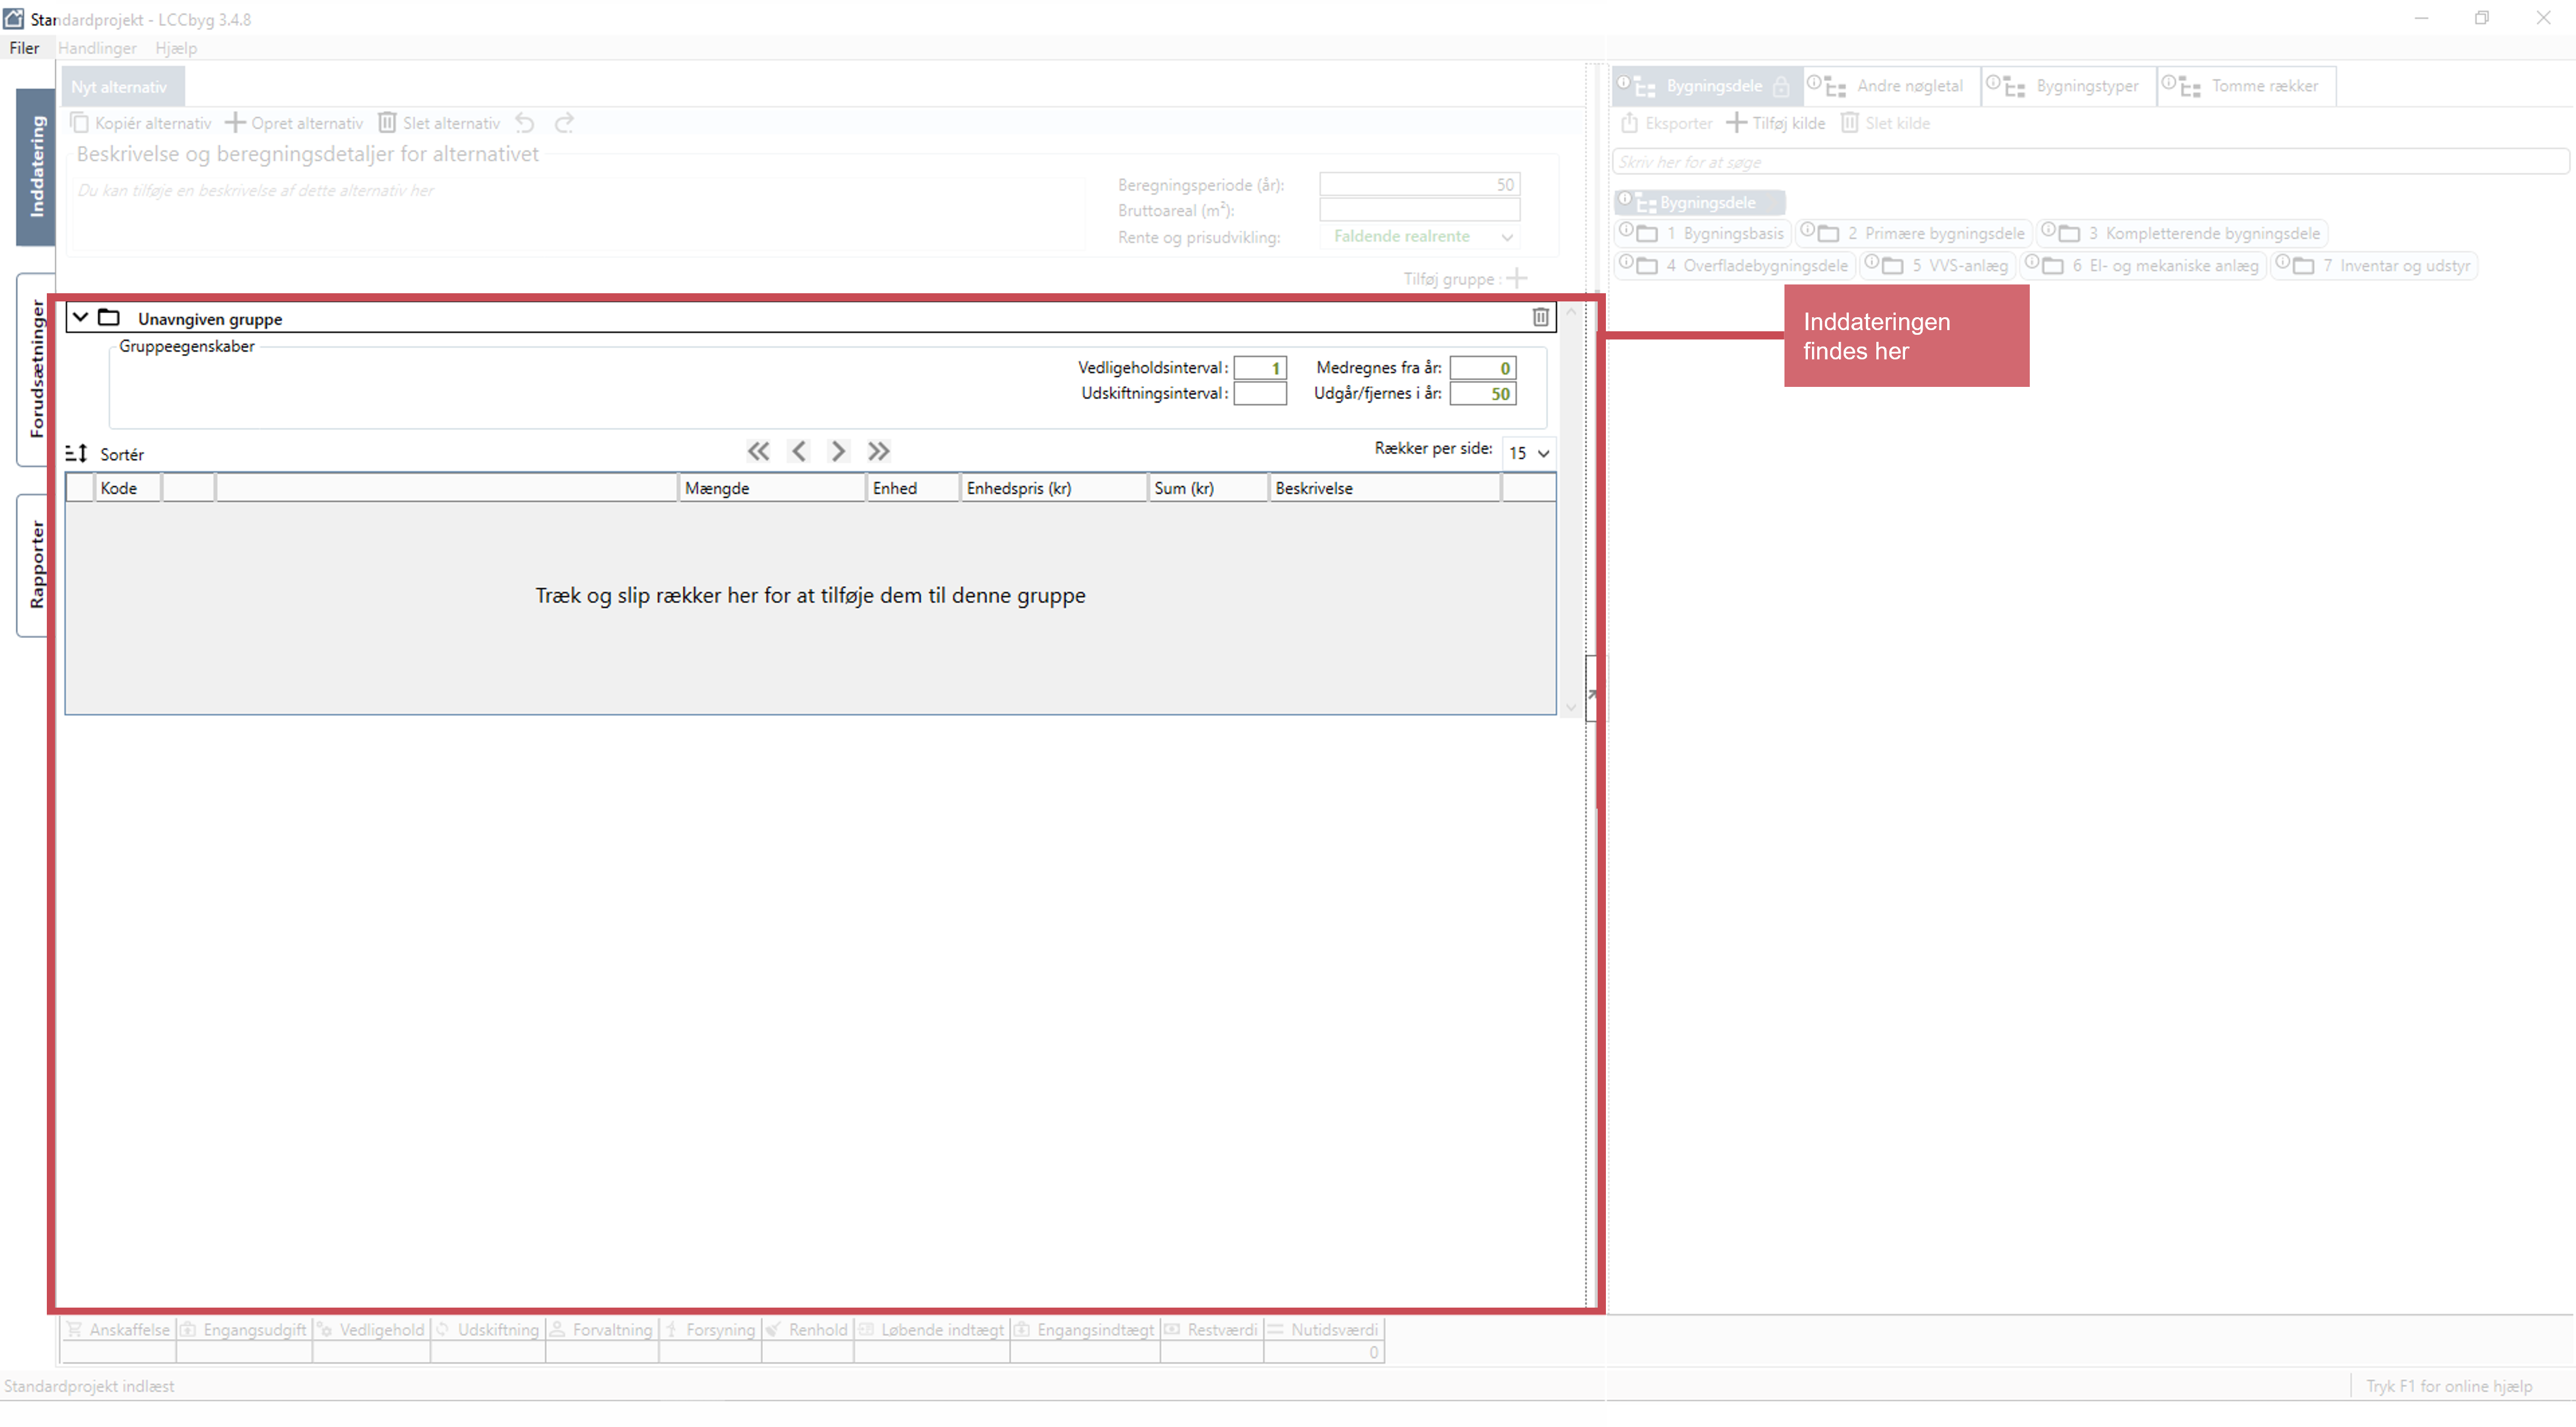 Standardprojekt - LCCbyg 3.4.8
Filer Handlinger Hjælp
Inddatering
Forudsætninger
Rapporter
Nyt alternativ
Kopiér alternativ Opret alternativ Slet alternativ
Beskrivelse og beregningsdetaljer for alternativet
Du kan tilføje en beskrivelse af dette alternativ her
Beregningsperiode (år): 50
Bruttoareal (m²):
Rente og prisudvikling: Faldende realrente
Tilføj gruppe :
Unavngiven gruppe
Gruppeegenskaber
Vedligeholdsinterval: 1 Medregnes fra år: 0
Udskiftningsinterval: Udgår/fjernes i år: 50
Sortér Rækker per side: 15
Kode Mængde Enhed Enhedspris (kr) Sum (kr) Beskrivelse
Træk og slip rækker her for at tilføje dem til denne gruppe
Bygningsdele Andre nøgletal Bygningstyper Tomme rækker
Eksporter Tilføj kilde Slet kilde
Skriv her for at søge
Bygningsdele
1 Bygningsbasis 2 Primære bygningsdele 3 Kompletterende bygningsdele
4 Overfladebygningsdele 5 VVS-anlæg 6 El- og mekaniske anlæg 7 Inventar og udstyr
Inddateringen
findes her
Anskaffelse Engangsudgift Vedligehold Udskiftning Forvaltning Forsyning Renhold Løbende indtægt Engangsindtægt Restværdi Nutidsværdi
0
Standardprojekt indlæst Tryk F1 for online hjælp